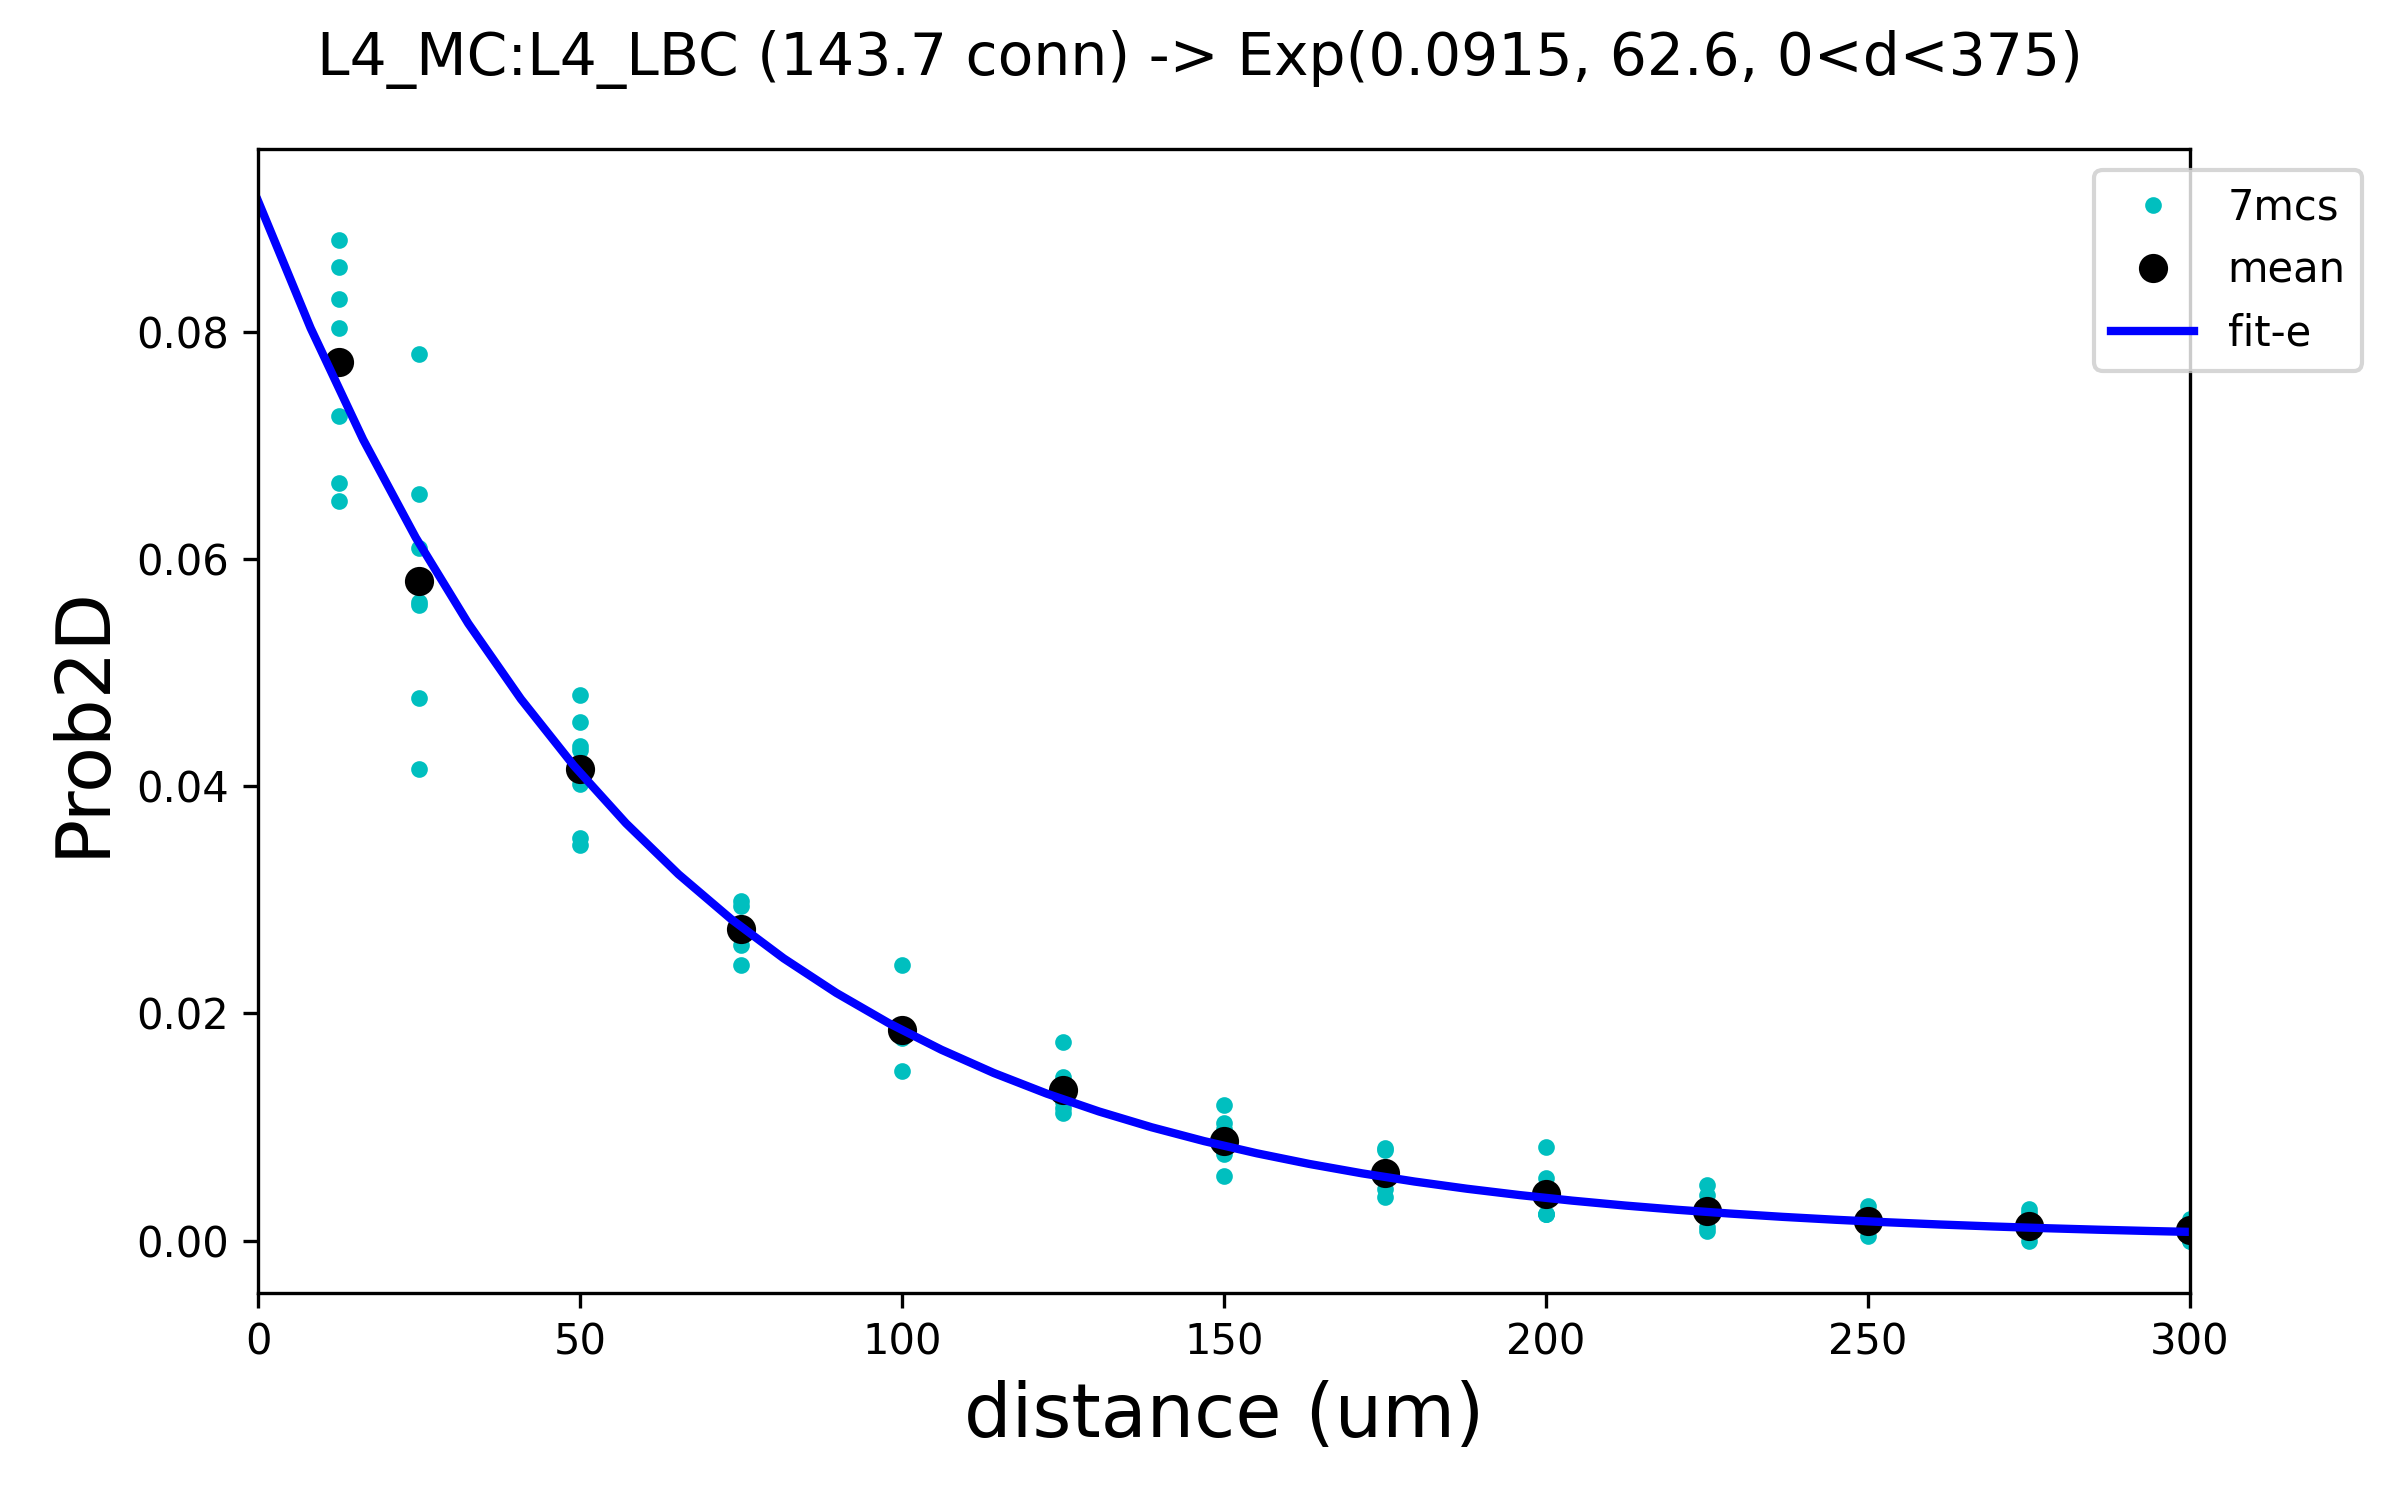 L4_MC:L4_LBC (143.7 conn) -> Exp(0.0915, 62.6, 0<d<375)
7mcs
mean
fit-e
Prob2D
0.08
0.06
0.04
0.02
0.00
0 50 100 150 200 250 300
distance (um)